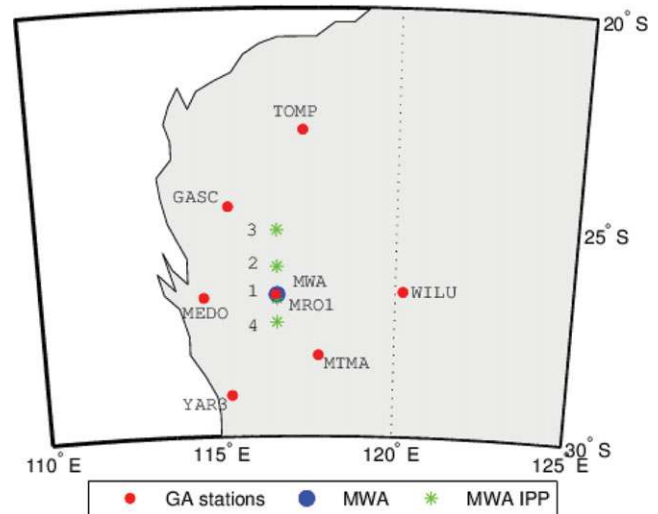 20° S
TOMP
GASC
3
25° S
2
MWA
1
WILU
MRO1
MEDO
4
MTMA
YAR3
30° S
110° E 115° E 120° E 125° E
GA stations MWA MWA IPP